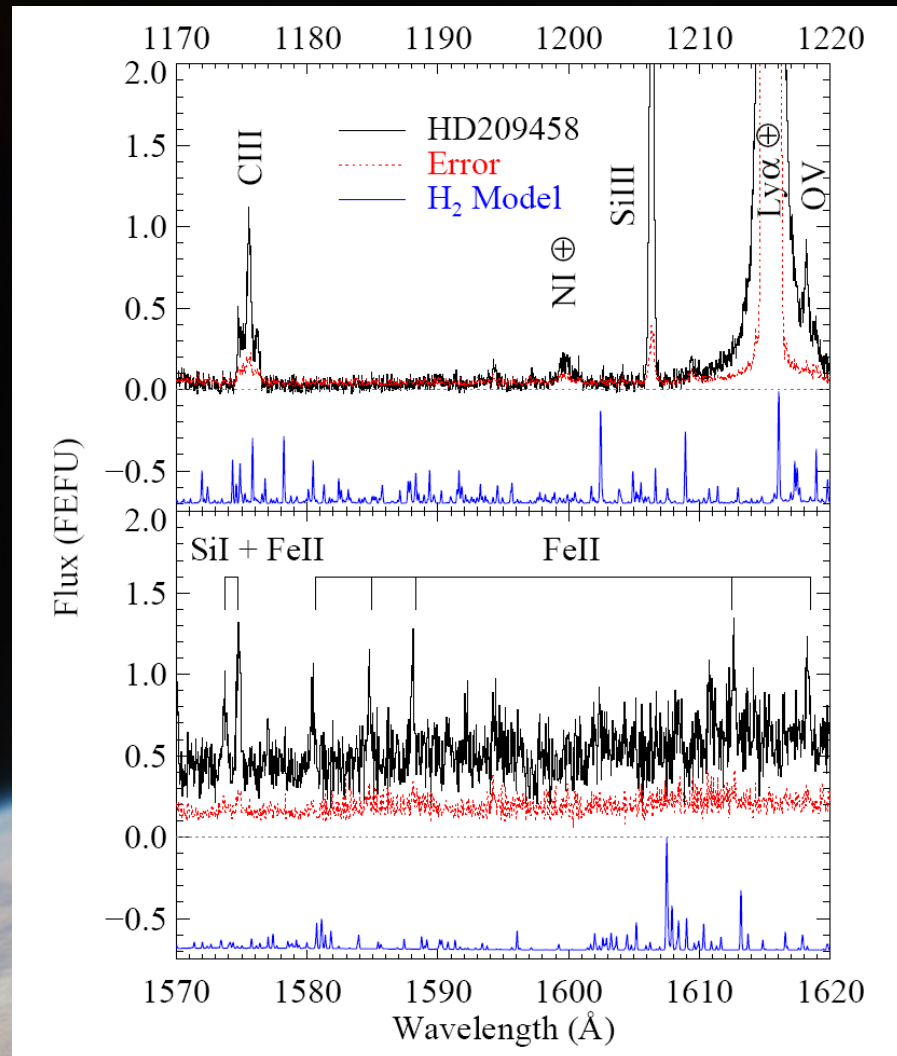 1170 1180 1190 1200 1210 1220
2.0
1.5
1.0
0.5
0.0
−0.5
CIII
HD209458
Error
H₂ Model
NI ⊕
SiIII
Lyα ⊕
OV
Flux (FEFU)
2.0
1.5
1.0
0.5
0.0
−0.5
SiI + FeII
FeII
1570 1580 1590 1600 1610 1620
Wavelength (Å)